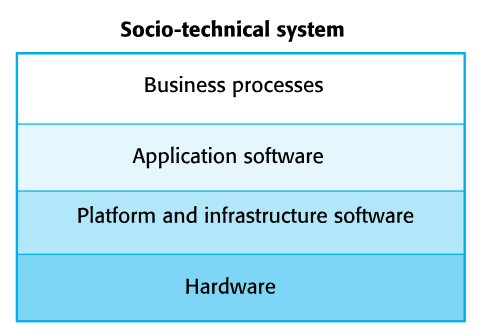 Socio-technical system
Business processes
Application software
Platform and infrastructure software
Hardware